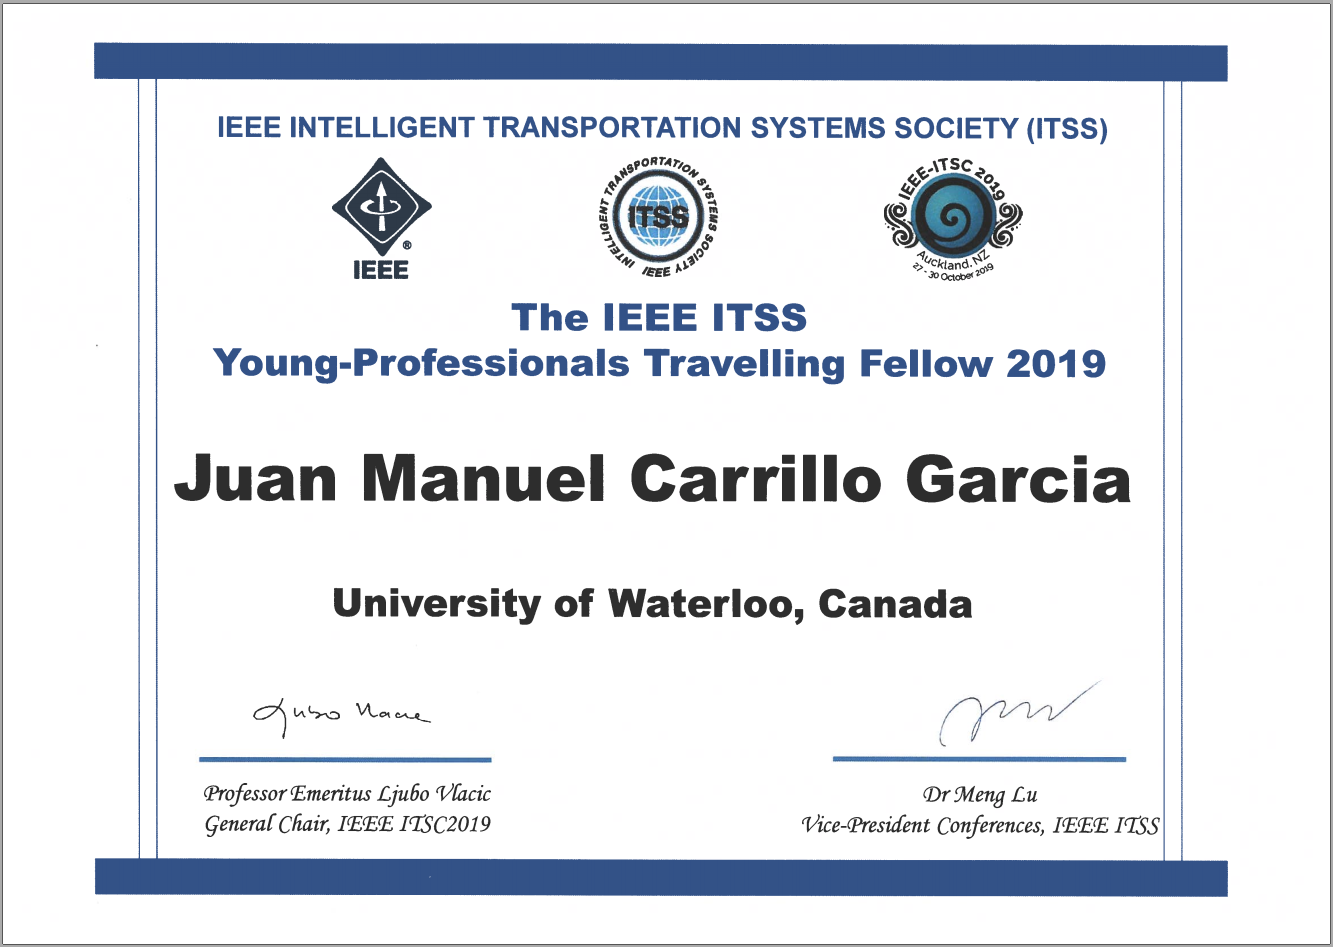 IEEE INTELLIGENT TRANSPORTATION SYSTEMS SOCIETY (ITSS)
IEEE
®
INTELLIGENT TRANSPORTATION SYSTEMS SOCIETY
ITSS
IEEE
IEEE-ITSC 2019
Auckland, NZ
27 - 30 October 2019
The IEEE ITSS
Young-Professionals Travelling Fellow 2019
Juan Manuel Carrillo Garcia
University of Waterloo, Canada
Ljubo Vlacic
Professor Emeritus Ljubo Vlacic
General Chair, IEEE ITSC2019
Dr Meng Lu
Vice-President Conferences, IEEE ITSS